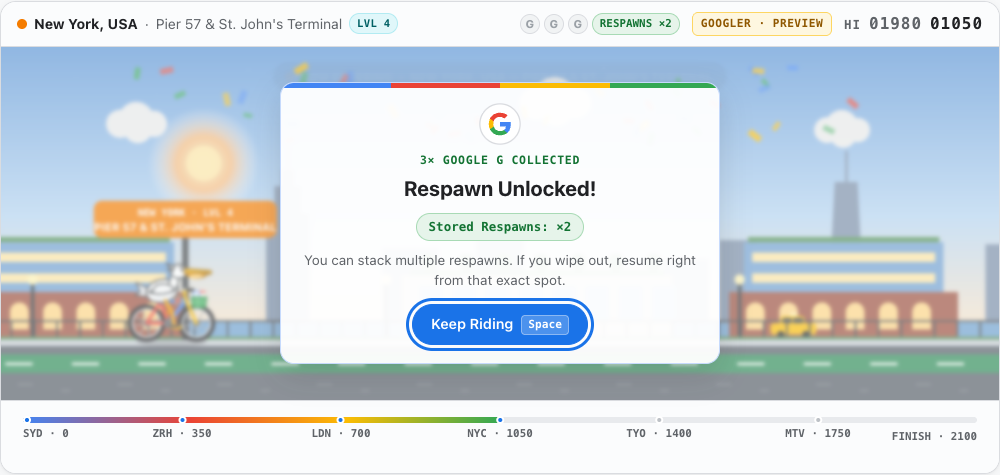 New York, USA · Pier 57 & St. John's Terminal LVL 4
G G G RESPAWNS ×2 GOOGLER · PREVIEW HI 01980 01050
NEW YORK · LVL 4
PIER 57 & ST. JOHN'S TERMINAL
G
3× GOOGLE G COLLECTED
Respawn Unlocked!
Stored Respawns: ×2
You can stack multiple respawns. If you wipe out, resume right
from that exact spot.
Keep Riding Space
SYD · 0 ZRH · 350 LDN · 700 NYC · 1050 TYO · 1400 MTV · 1750 FINISH · 2100